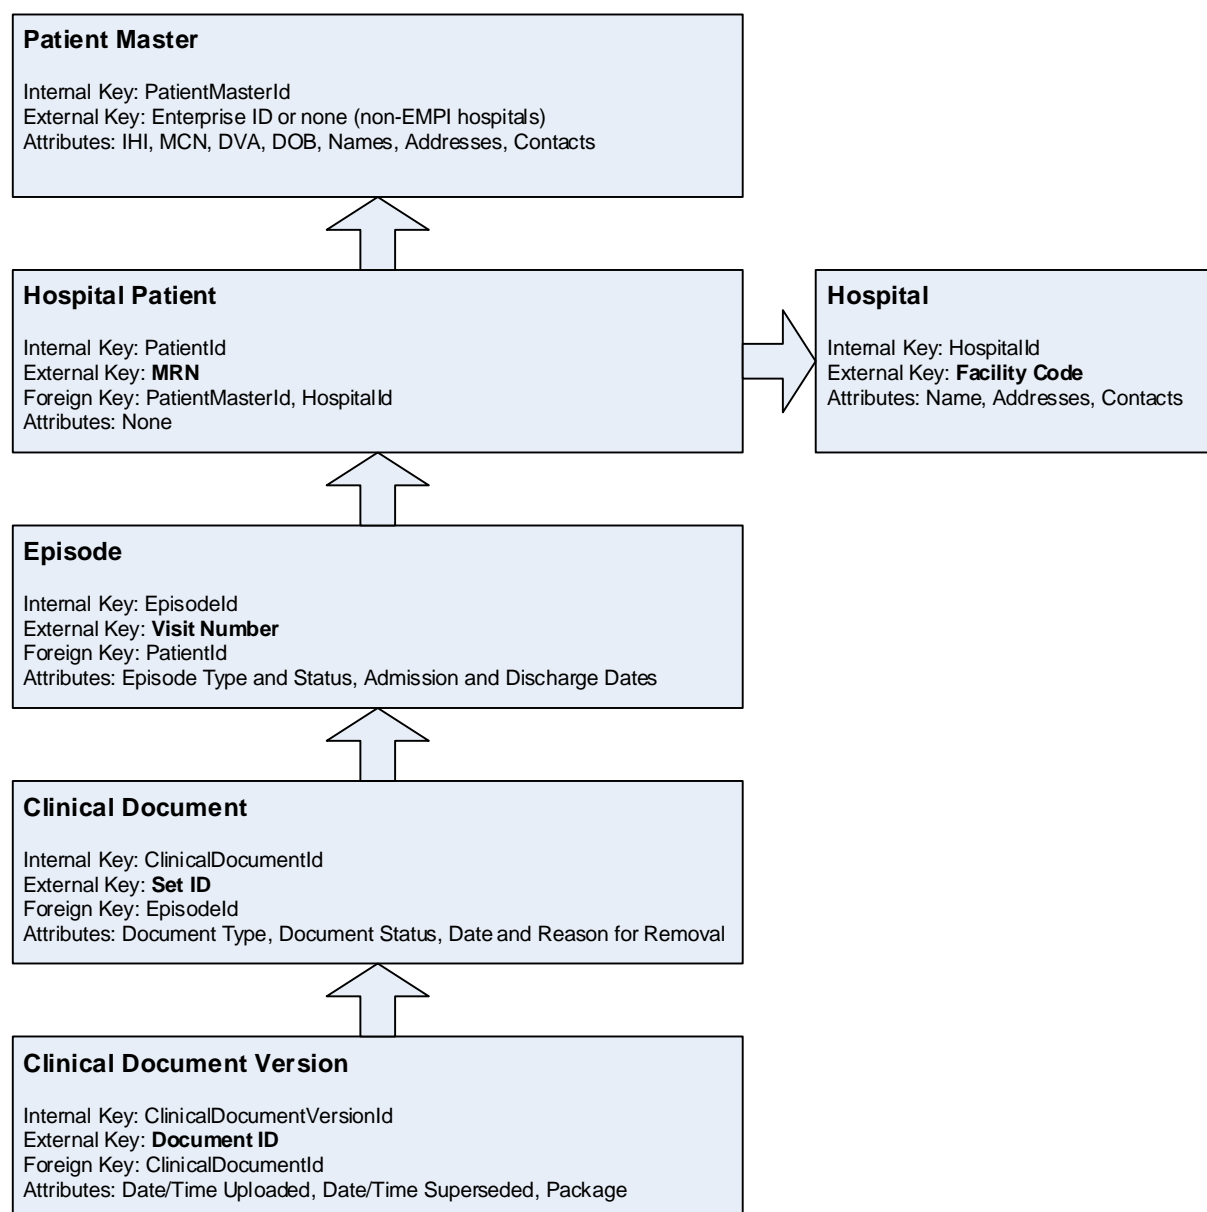 Patient Master
Internal Key: PatientMasterId
External Key: Enterprise ID or none (non-EMPI hospitals)
Attributes: IHI, MCN, DVA, DOB, Names, Addresses, Contacts
Hospital Patient
Internal Key: PatientId
External Key: MRN
Foreign Key: PatientMasterId, HospitalId
Attributes: None
Hospital
Internal Key: HospitalId
External Key: Facility Code
Attributes: Name, Addresses, Contacts
Episode
Internal Key: EpisodeId
External Key: Visit Number
Foreign Key: PatientId
Attributes: Episode Type and Status, Admission and Discharge Dates
Clinical Document
Internal Key: ClinicalDocumentId
External Key: Set ID
Foreign Key: EpisodeId
Attributes: Document Type, Document Status, Date and Reason for Removal
Clinical Document Version
Internal Key: ClinicalDocumentVersionId
External Key: Document ID
Foreign Key: ClinicalDocumentId
Attributes: Date/Time Uploaded, Date/Time Superseded, Package